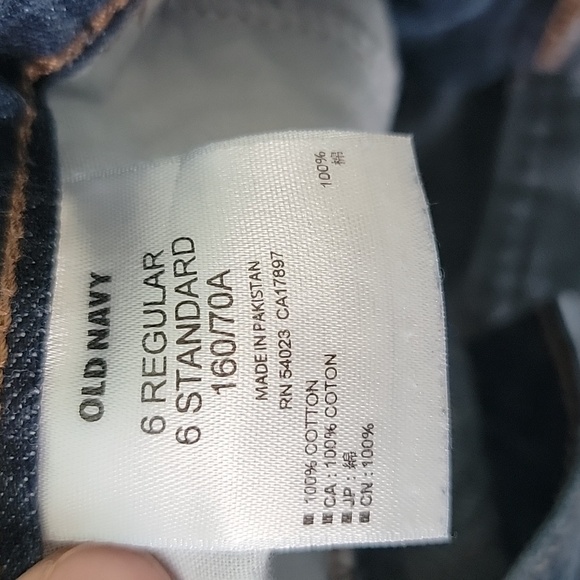 OLD NAVY
6 REGULAR
6 STANDARD
160/70A
MADE IN PAKISTAN
RN 54023 CA17897
■ 100% COTTON
■ CA : 100% COTON
■ JP : 綿 100%
■ CN : 100% 棉